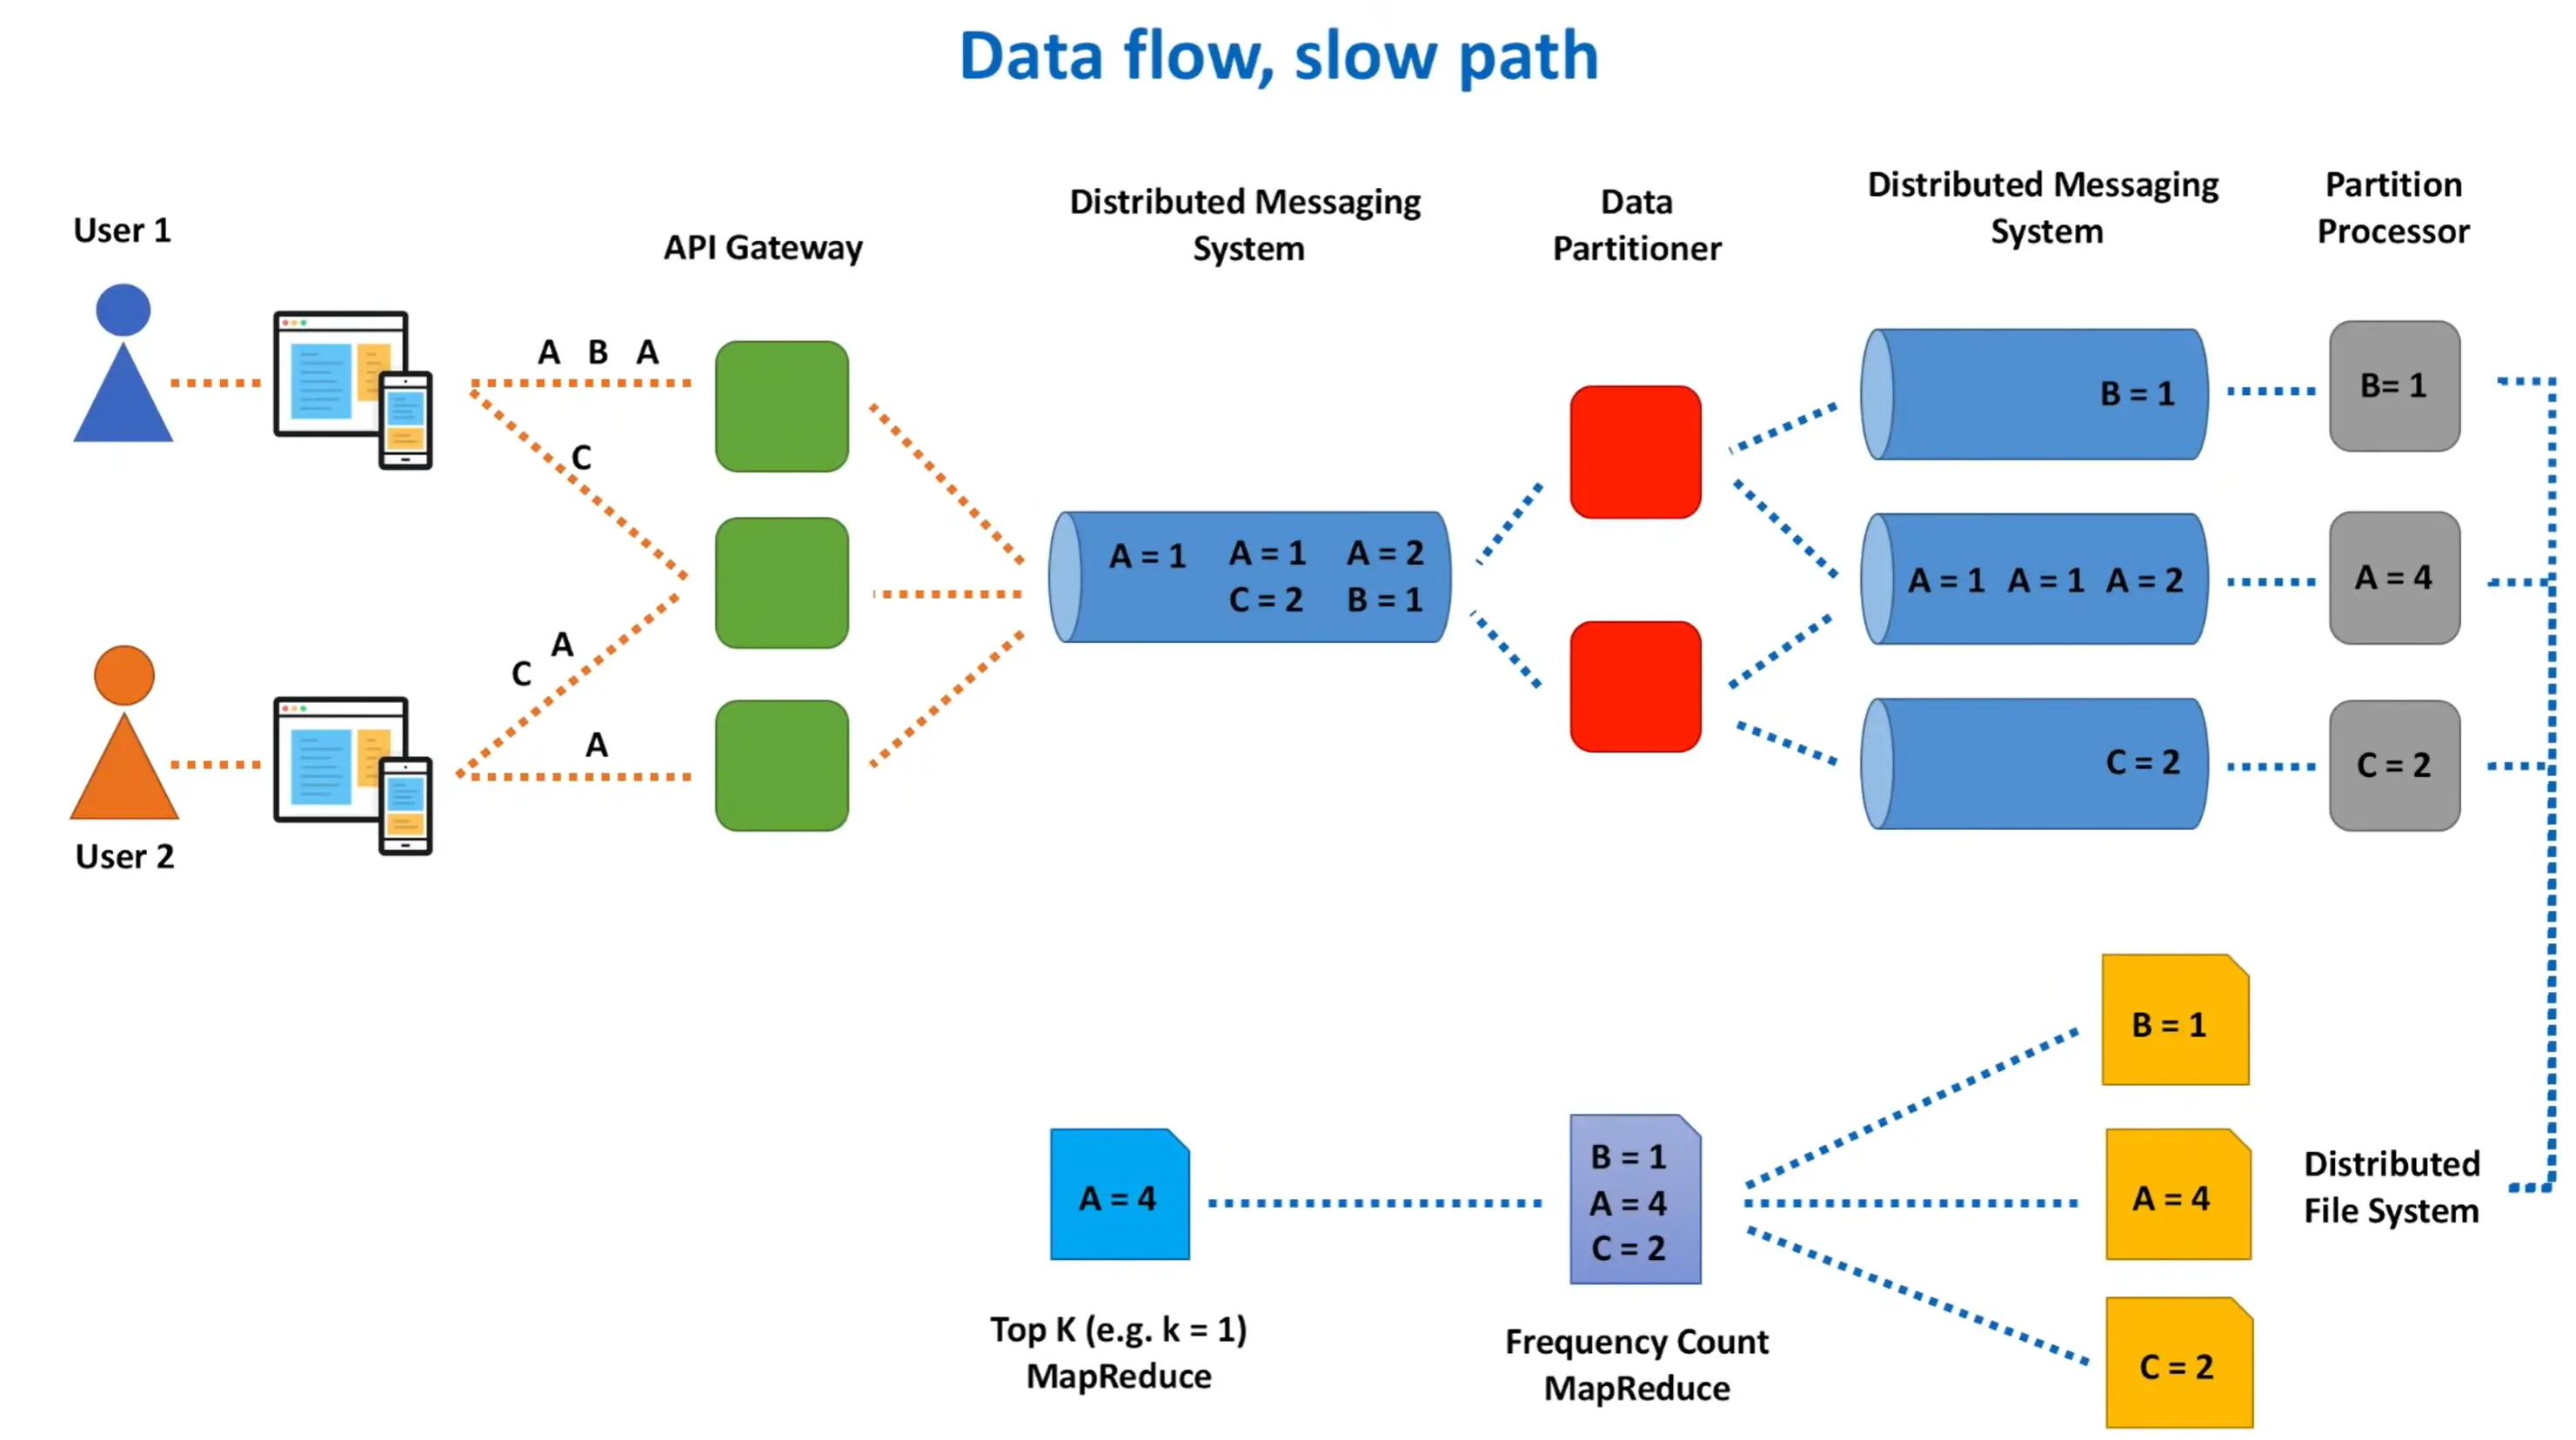 Data flow, slow path
User 1
API Gateway
Distributed Messaging
System
Data
Partitioner
Distributed Messaging
System
Partition
Processor
A B A
C
A
C
A
User 2
A = 1 A = 1 A = 2
C = 2 B = 1
B = 1
A = 1 A = 1 A = 2
C = 2
B= 1
A = 4
C = 2
B = 1
A = 4
C = 2
Distributed
File System
B = 1
A = 4
C = 2
Frequency Count
MapReduce
A = 4
Top K (e.g. k = 1)
MapReduce